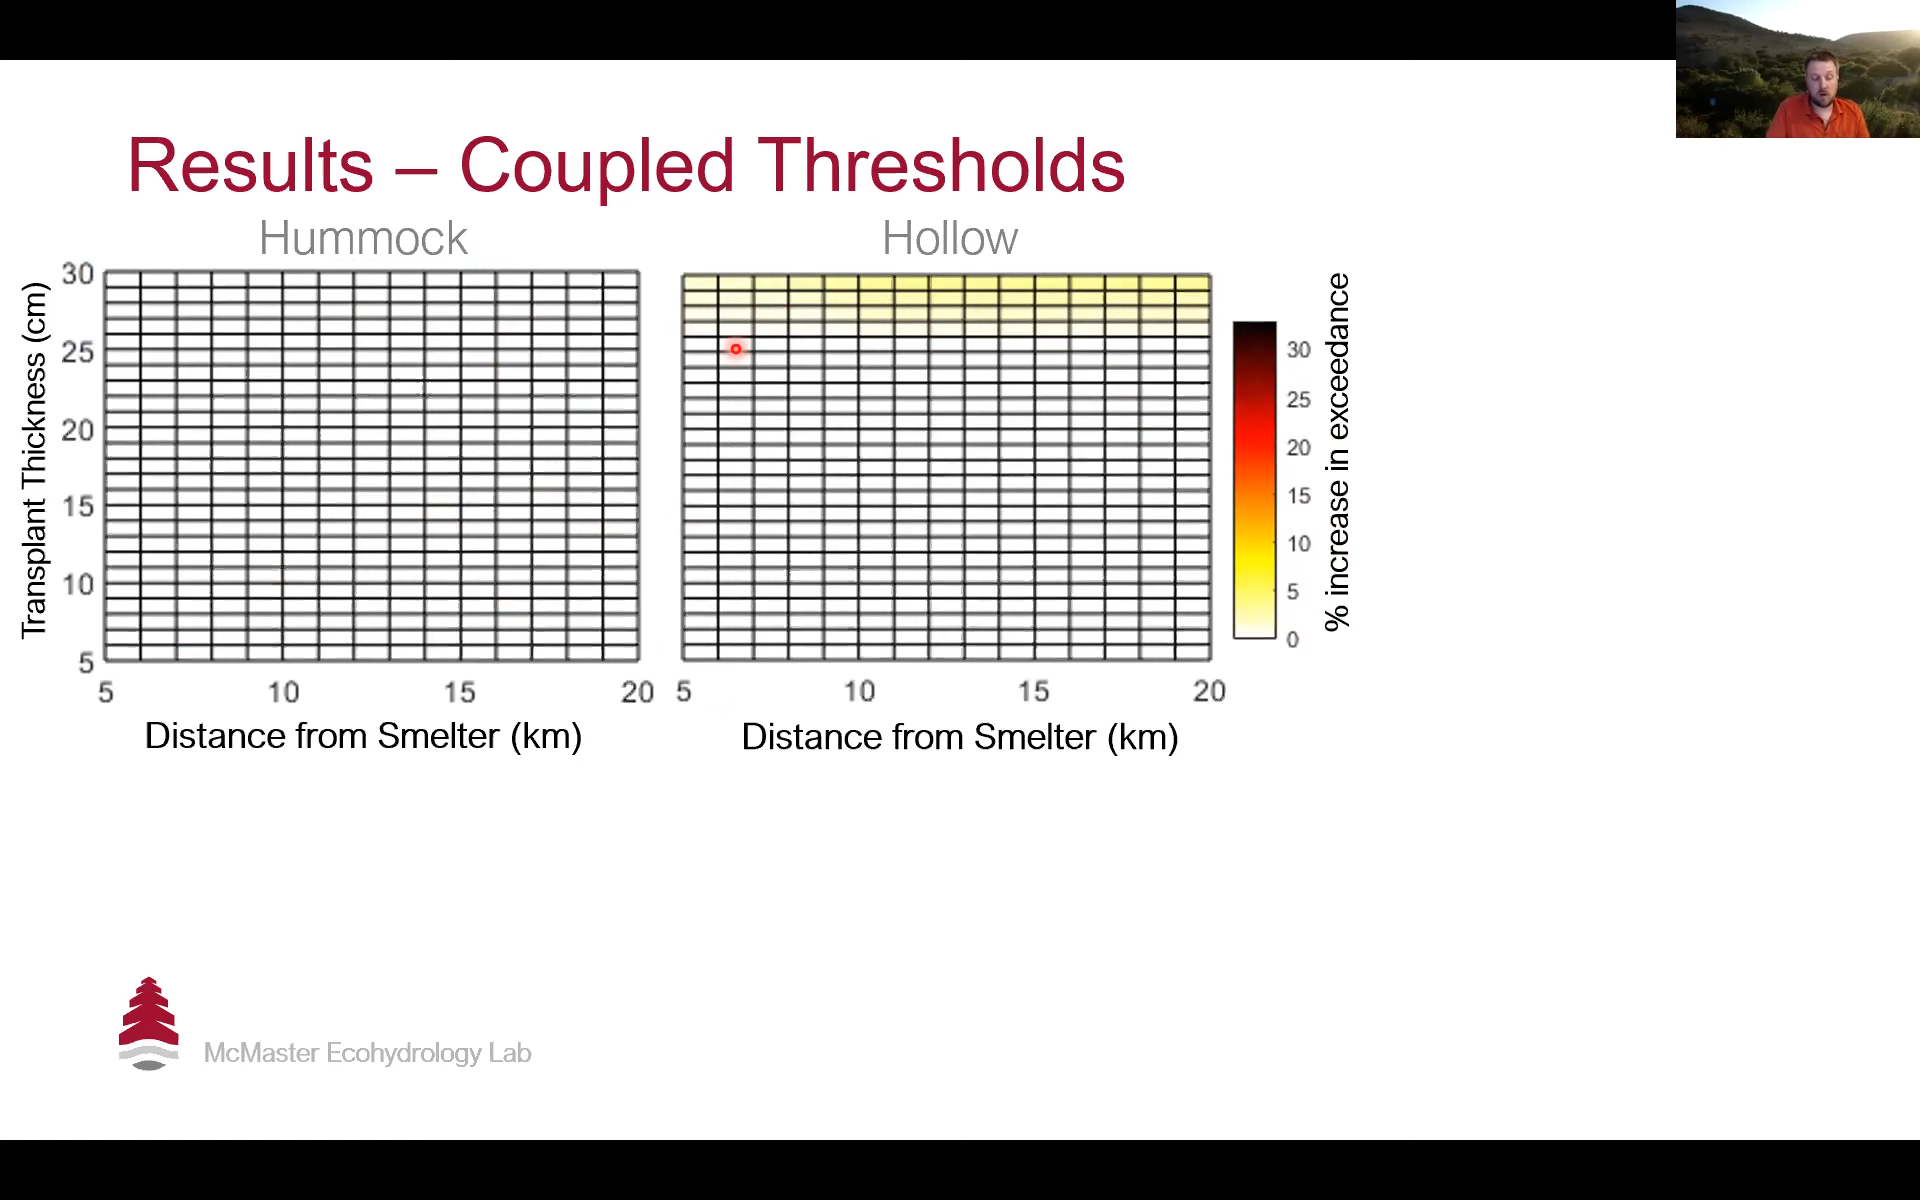 Results – Coupled Thresholds
Hummock
Hollow
Transplant Thickness (cm)
30
25
20
15
10
5
5
10
15
20
Distance from Smelter (km)
5
10
15
20
Distance from Smelter (km)
30
25
20
15
10
5
0
% increase in exceedance
McMaster Ecohydrology Lab